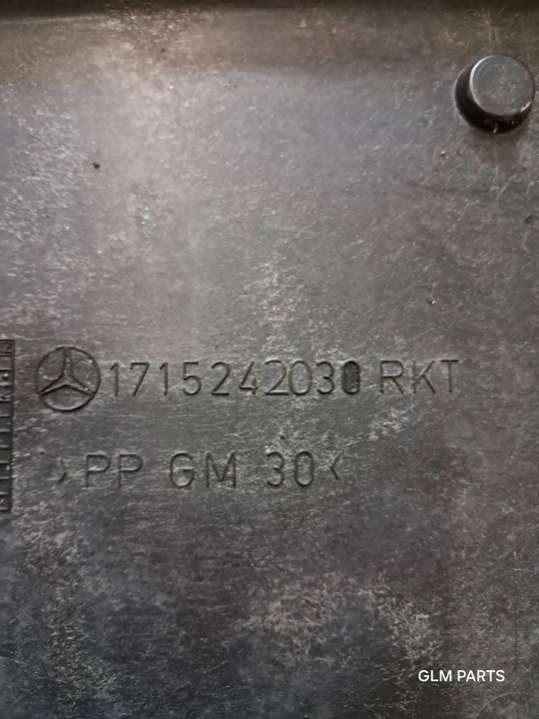 1715242030 RKT
>PP GM 30<
GLM PARTS